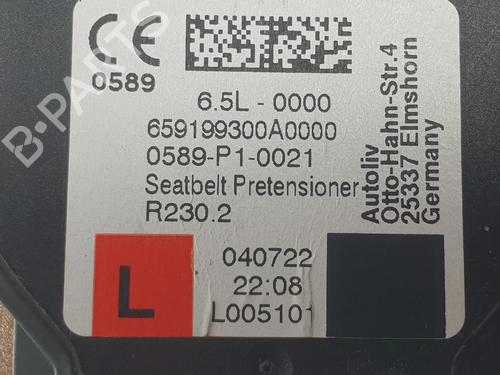 CE
0589
6.5L - 0000
659199300A0000
0589-P1-0021
Seatbelt Pretensioner
R230.2
Autoliv
Otto-Hahn-Str.4
25337 Elmshorn
Germany
L
040722
22:08
L005101
B-PARTS